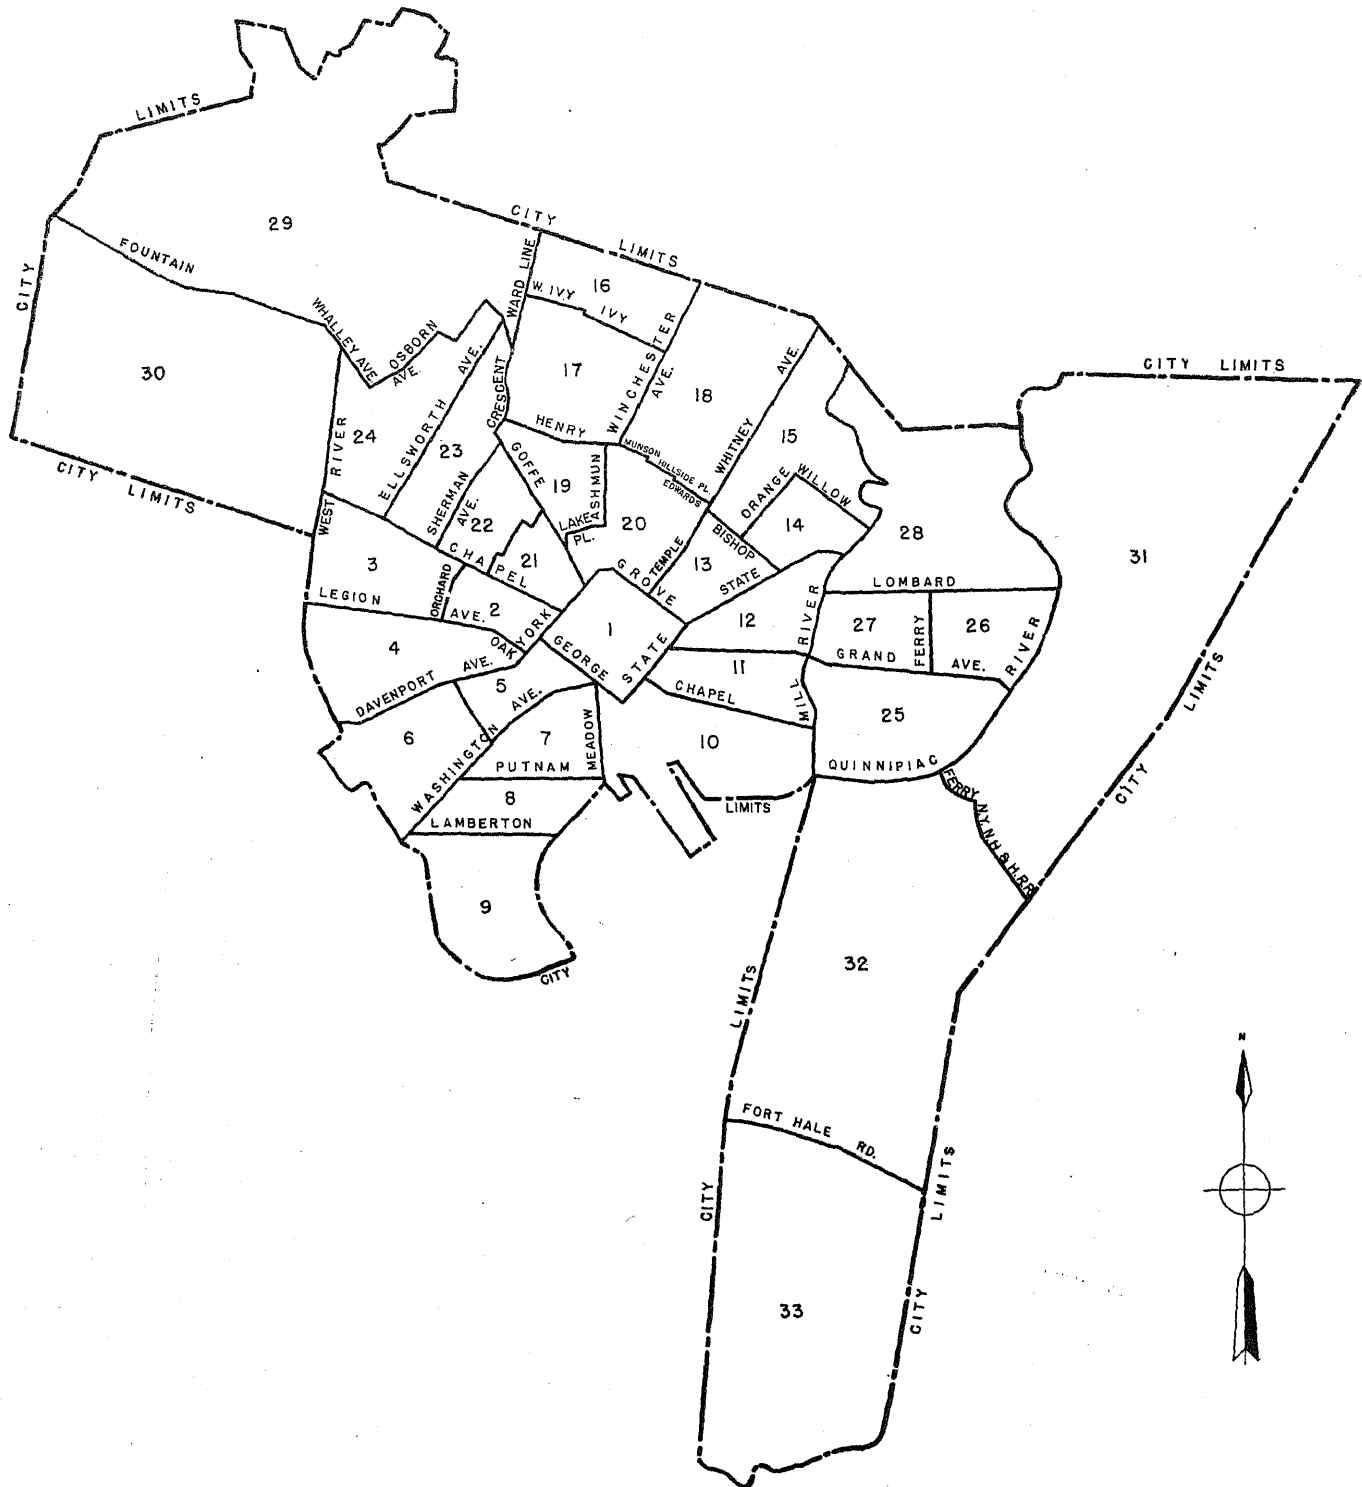 LIMITS
CITY
29
FOUNTAIN
CITY
LIMITS
WARD LINE
16
W. IVY
IVY
WHALLEY AVE.
OSBORN
AVE.
30
CITY LIMITS
WEST RIVER
24
ELLSWORTH AVE.
23
CRESCENT
17
WINCHESTER
AVE.
18
WHITNEY AVE.
15
HENRY
MUNSON
HILLSIDE PL.
EDWARDS
GOFFE
SHERMAN
AVE.
19
ASHMUN
LAKE
PL.
20
ORANGE
WILLOW
14
28
CITY LIMITS
31
22
21
CHAPEL
GROVE
TEMPLE
13
BISHOP
STATE
LOMBARD
3
LEGION
AVE.
ORCHARD
2
OAK
YORK
1
GEORGE
STATE
12
MILL RIVER
27
FERRY
26
GRAND
AVE.
RIVER
4
DAVENPORT AVE.
5
11
CHAPEL
25
QUINNIPIAC
6
WASHINGTON AVE.
7
PUTNAM
MEADOW
10
LIMITS
8
LAMBERTON
9
CITY
FERRY
N.Y.N.H & H.R.R.
LIMITS
CITY
32
LIMITS
FORT HALE RD.
CITY
LIMITS
33
CITY
N